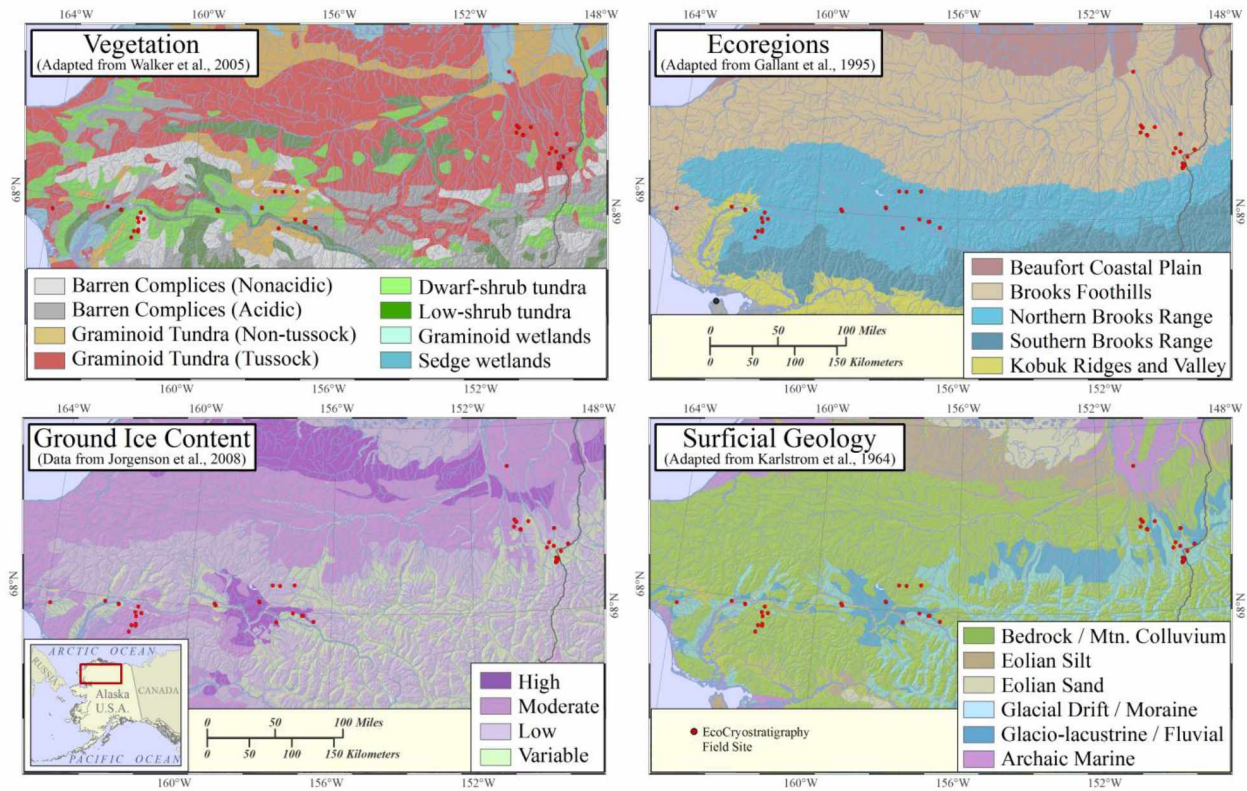 164°W 160°W 156°W 152°W 148°W
Vegetation
(Adapted from Walker et al., 2005)
68°N
68°N
Barren Complices (Nonacidic)
Barren Complices (Acidic)
Graminoid Tundra (Non-tussock)
Graminoid Tundra (Tussock)
Dwarf-shrub tundra
Low-shrub tundra
Graminoid wetlands
Sedge wetlands
160°W 156°W 152°W
164°W 160°W 156°W 152°W 148°W
Ecoregions
(Adapted from Gallant et al., 1995)
68°N
68°N
0 50 100 Miles
0 50 100 150 Kilometers
Beaufort Coastal Plain
Brooks Foothills
Northern Brooks Range
Southern Brooks Range
Kobuk Ridges and Valley
160°W 156°W 152°W
164°W 160°W 156°W 152°W 148°W
Ground Ice Content
(Data from Jorgenson et al., 2008)
68°N
68°N
ARCTIC OCEAN
RUSSIA
Alaska
U.S.A.
CANADA
PACIFIC OCEAN
0 50 100 Miles
0 50 100 150 Kilometers
High
Moderate
Low
Variable
160°W 156°W 152°W
164°W 160°W 156°W 152°W 148°W
Surficial Geology
(Adapted from Karlstrom et al., 1964)
68°N
68°N
EcoCryostratigraphy
Field Site
Bedrock / Mtn. Colluvium
Eolian Silt
Eolian Sand
Glacial Drift / Moraine
Glacio-lacustrine / Fluvial
Archaic Marine
160°W 156°W 152°W